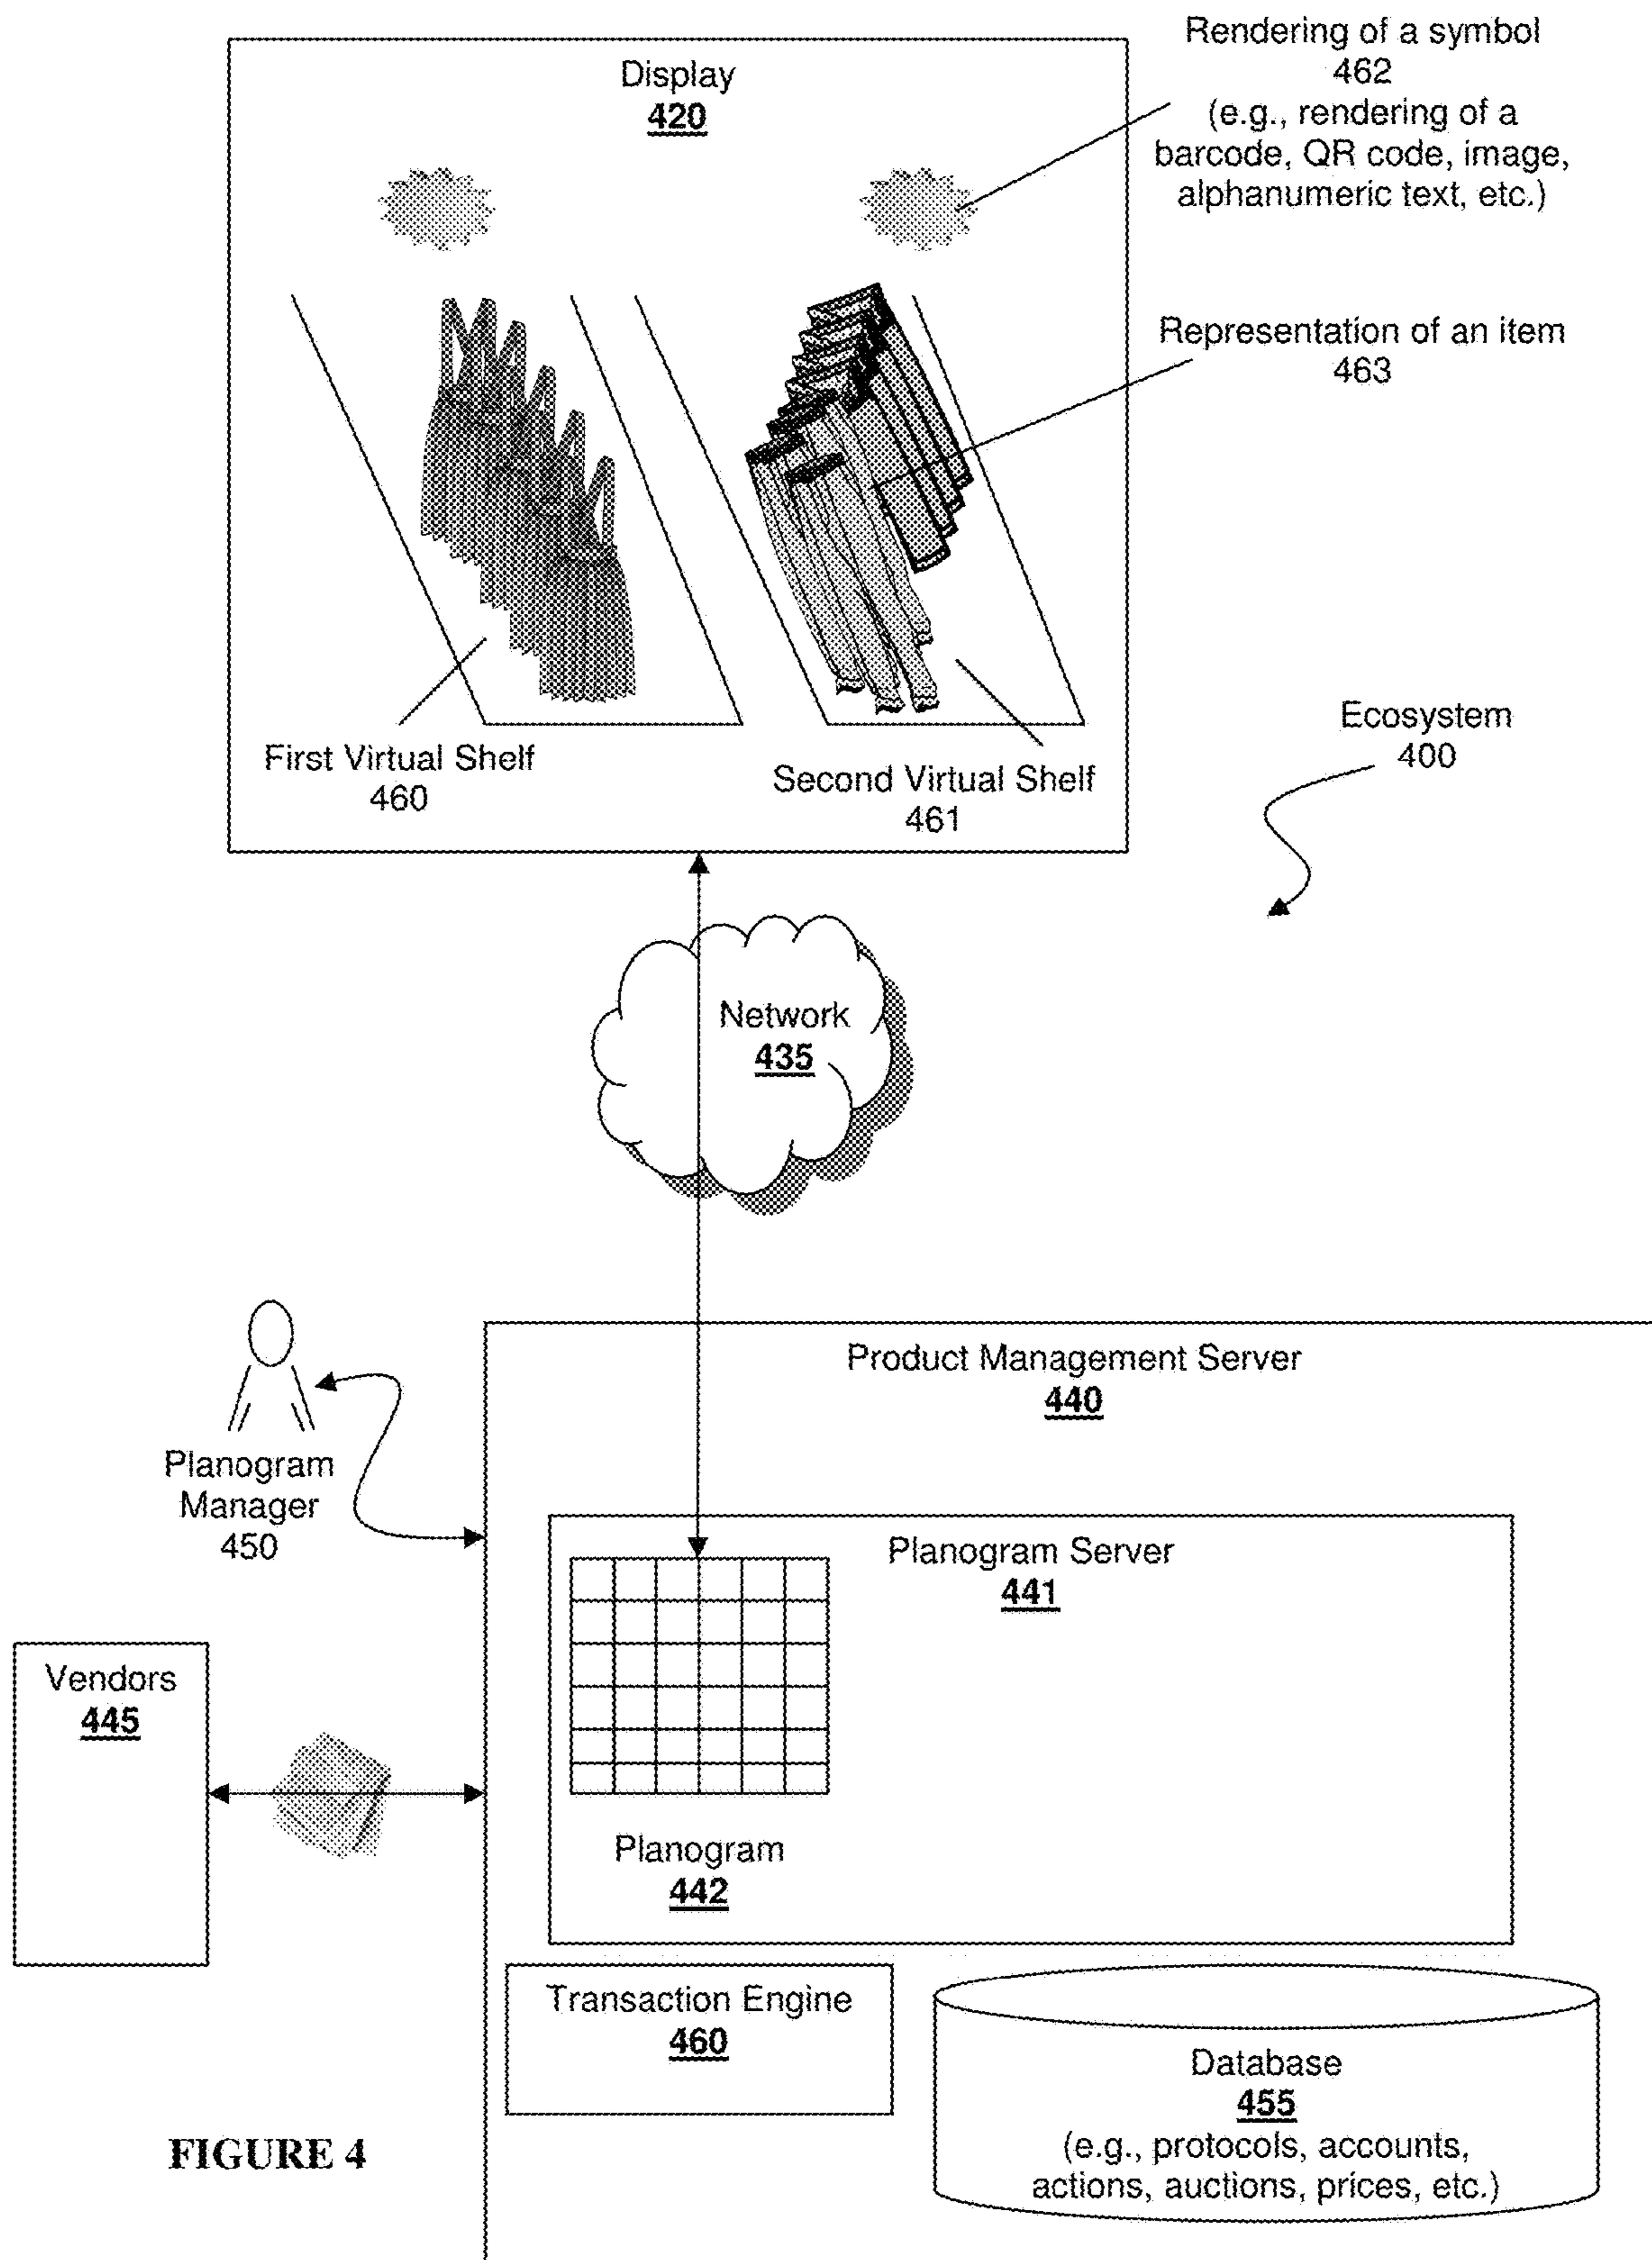 Rendering of a symbol
462
(e.g., rendering of a
barcode, QR code, image,
alphanumeric text, etc.)
Display
420
Representation of an item
463
First Virtual Shelf
460
Second Virtual Shelf
461
Ecosystem
400
Network
435
Product Management Server
440
Planogram
Manager
450
Planogram Server
441
Vendors
445
Planogram
442
Transaction Engine
460
Database
455
(e.g., protocols, accounts,
actions, auctions, prices, etc.)
FIGURE 4